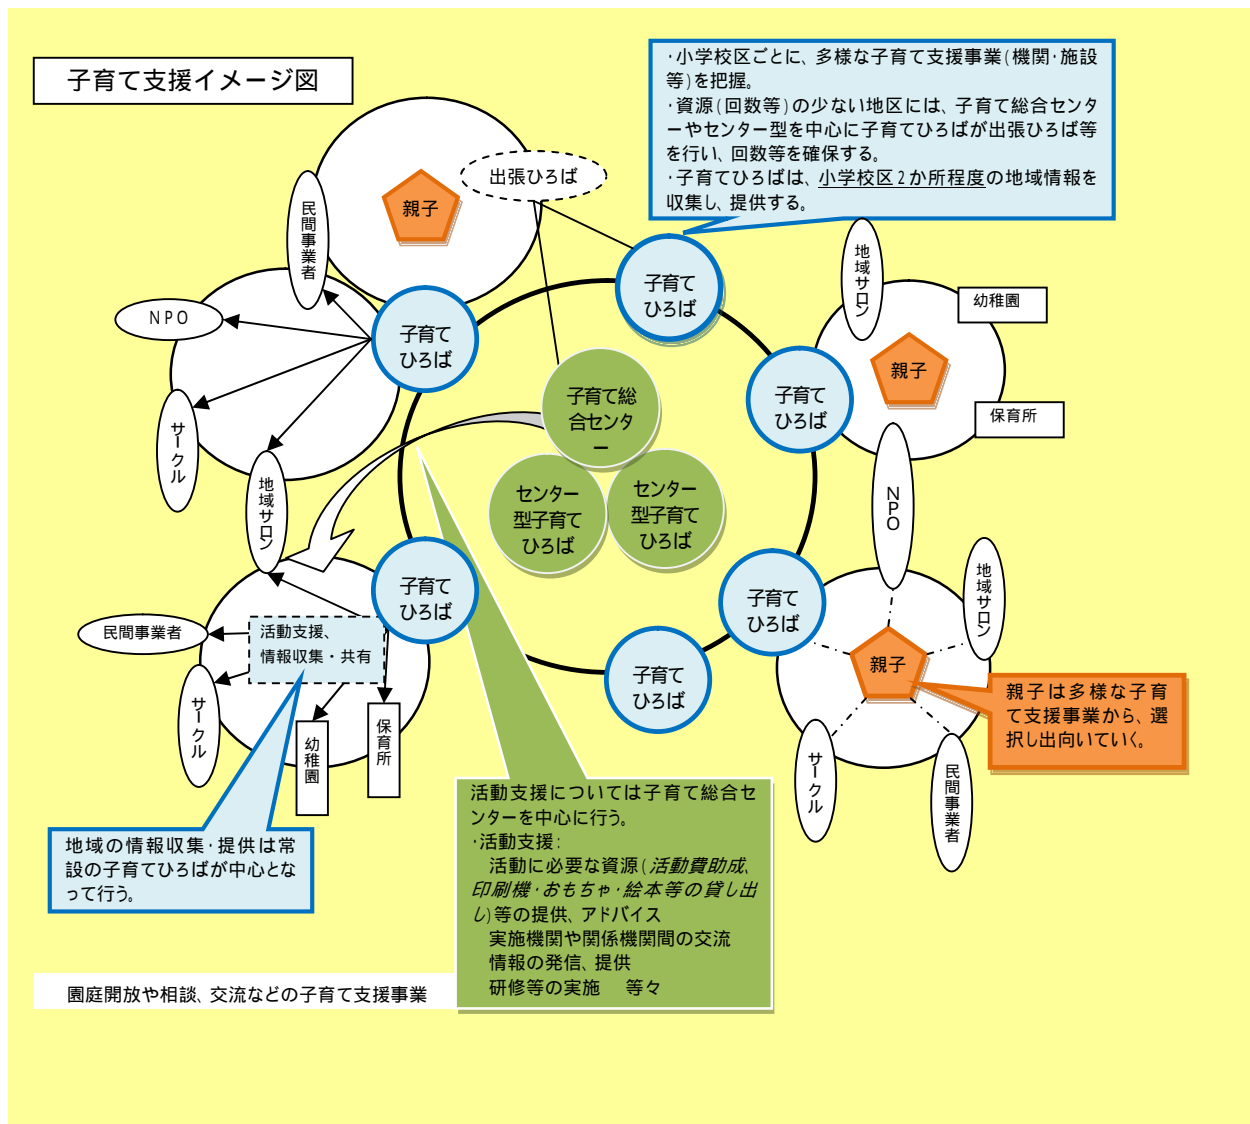 子育て支援イメージ図
・小学校区ごとに、多様な子育て支援事業(機関・施設
等)を把握。
・資源(回数等)の少ない地区には、子育て総合センタ
ーやセンター型を中心に子育てひろばが出張ひろば等
を行い、回数等を確保する。
・子育てひろばは、小学校区2か所程度の地域情報を
収集し、提供する。
出張ひろば
親子
民間事業者
NPO
サークル
地域サロン
子育て
ひろば
子育て
ひろば
地域サロン
幼稚園
親子
保育所
子育て
ひろば
子育て総
合センタ
ー
センター
型子育て
ひろば
センター
型子育て
ひろば
NPO
子育て
ひろば
民間事業者
活動支援、
情報収集・共有
サークル
幼稚園
保育所
子育て
ひろば
子育て
ひろば
地域サロン
親子
サークル
民間事業者
親子は多様な子育
て支援事業から、選
択し出向いていく。
地域の情報収集・提供は常
設の子育てひろばが中心とな
って行う。
活動支援については子育て総合セ
ンターを中心に行う。
・活動支援:
活動に必要な資源(活動費助成、
印刷機・おもちゃ・絵本等の貸し出
し)等の提供、アドバイス
実施機関や関係機関間の交流
情報の発信、提供
研修等の実施　等々
園庭開放や相談、交流などの子育て支援事業